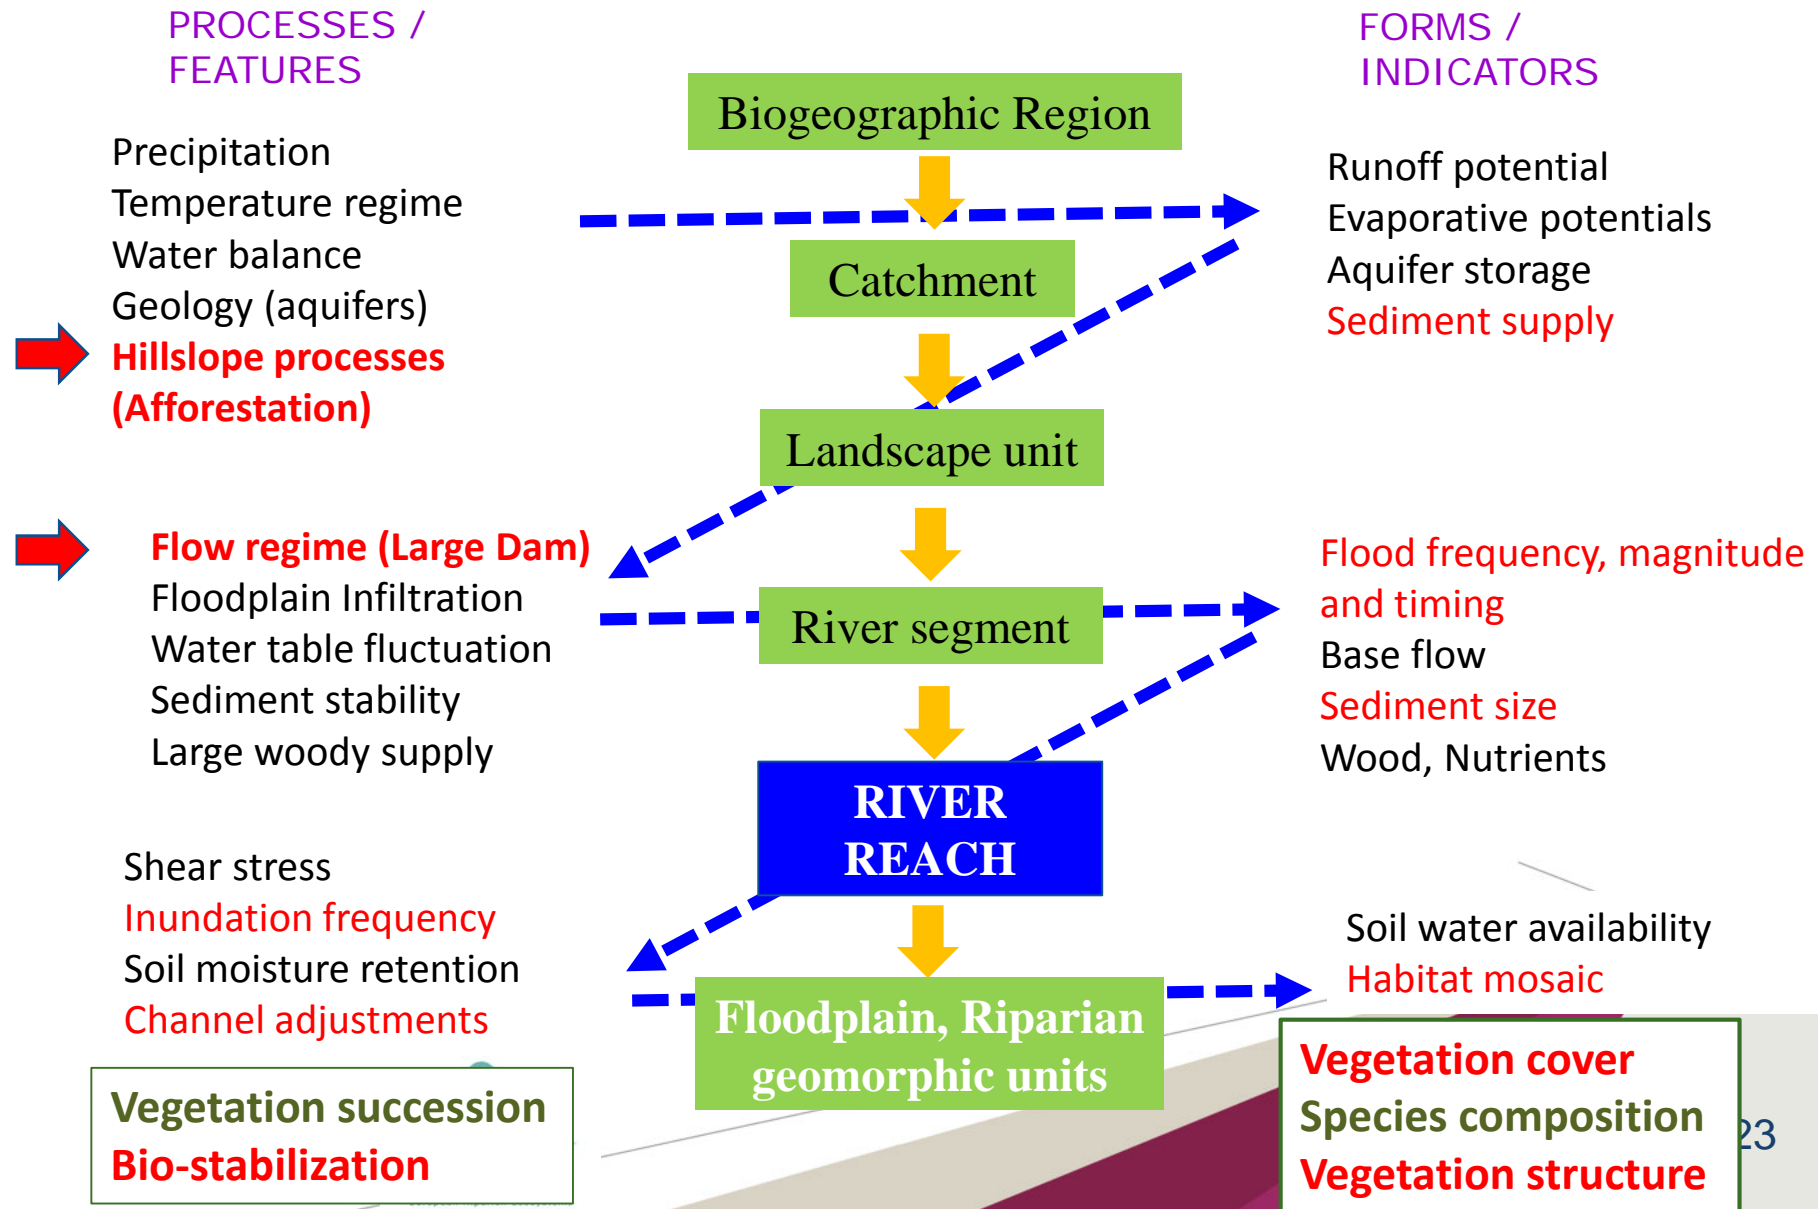 PROCESSES /
FEATURES
Precipitation
Temperature regime
Water balance
Geology (aquifers)
Hillslope processes
(Afforestation)
Flow regime (Large Dam)
Floodplain Infiltration
Water table fluctuation
Sediment stability
Large woody supply
Shear stress
Inundation frequency
Soil moisture retention
Channel adjustments
Vegetation succession
Bio-stabilization
Biogeographic Region
Catchment
Landscape unit
River segment
RIVER
REACH
Floodplain, Riparian
geomorphic units
FORMS /
INDICATORS
Runoff potential
Evaporative potentials
Aquifer storage
Sediment supply
Flood frequency, magnitude
and timing
Base flow
Sediment size
Wood, Nutrients
Soil water availability
Habitat mosaic
Vegetation cover
Species composition
Vegetation structure
23